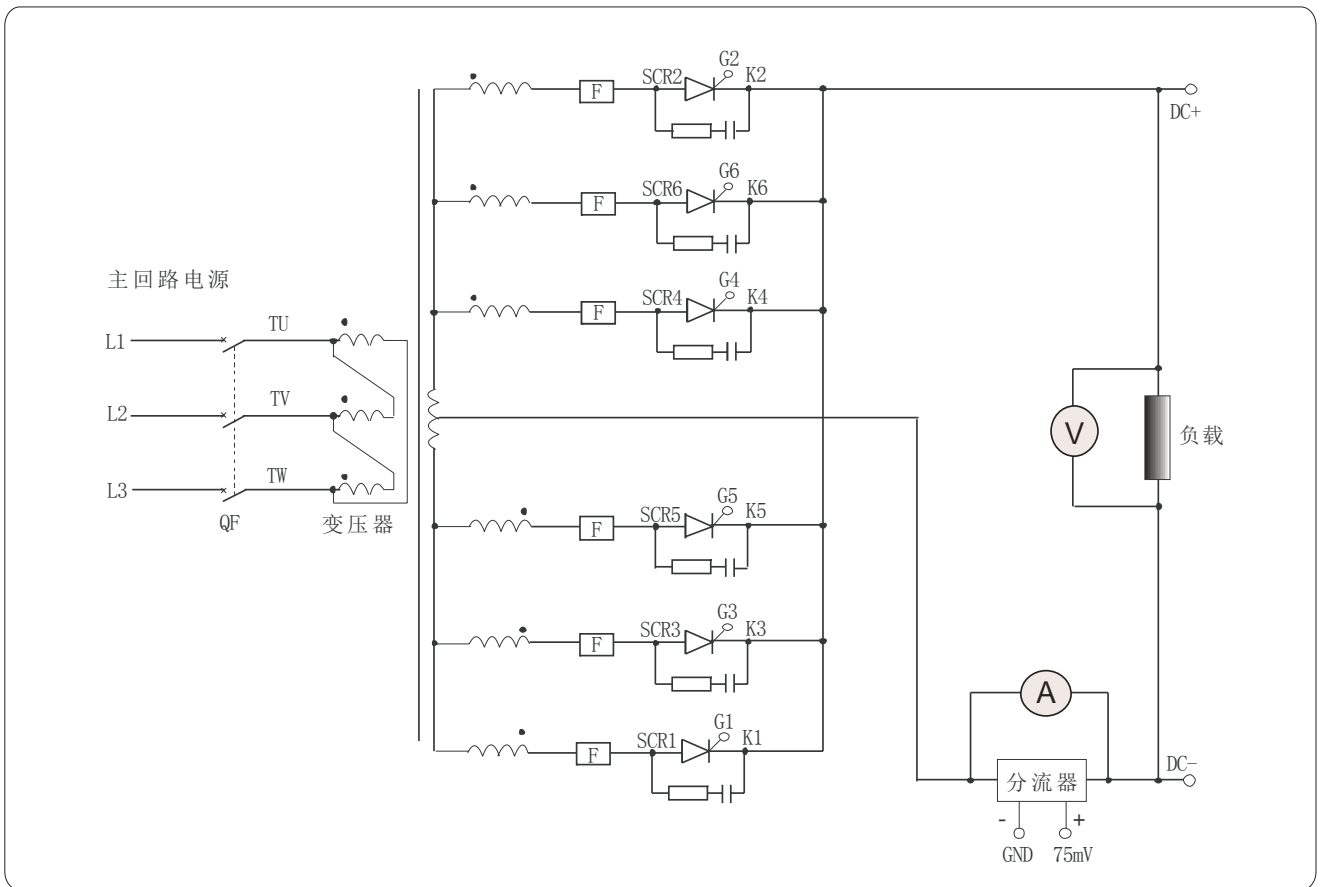 G2
SCR2 K2
F
DC+
G6
SCR6 K6
F
主回路电源
G4
SCR4 K4
F
L1 TU
L2 TV
L3 TW
QF 变压器
V 负载
G5
SCR5 K5
F
G3
SCR3 K3
F
A
G1
SCR1 K1
F
DC-
分流器
- +
GND 75mV